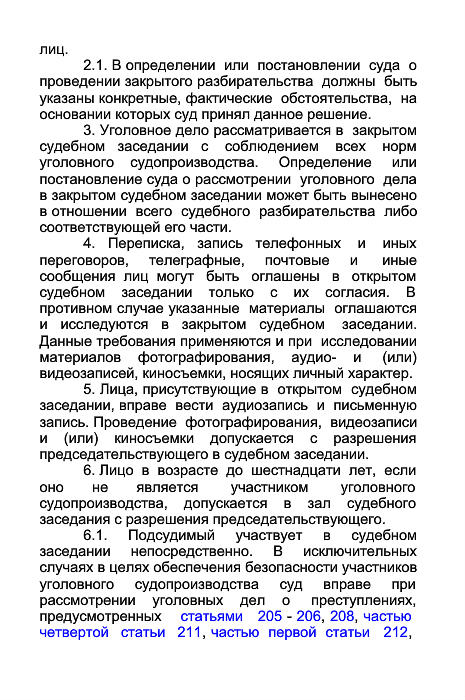 лиц.
2.1. В определении или постановлении суда о
проведении закрытого разбирательства должны быть
указаны конкретные, фактические обстоятельства, на
основании которых суд принял данное решение.
3. Уголовное дело рассматривается в закрытом
судебном заседании с соблюдением всех норм
уголовного судопроизводства. Определение или
постановление суда о рассмотрении уголовного дела
в закрытом судебном заседании может быть вынесено
в отношении всего судебного разбирательства либо
соответствующей его части.
4. Переписка, запись телефонных и иных
переговоров, телеграфные, почтовые и иные
сообщения лиц могут быть оглашены в открытом
судебном заседании только с их согласия. В
противном случае указанные материалы оглашаются
и исследуются в закрытом судебном заседании.
Данные требования применяются и при исследовании
материалов фотографирования, аудио- и (или)
видеозаписей, киносъемки, носящих личный характер.
5. Лица, присутствующие в открытом судебном
заседании, вправе вести аудиозапись и письменную
запись. Проведение фотографирования, видеозаписи
и (или) киносъемки допускается с разрешения
председательствующего в судебном заседании.
6. Лицо в возрасте до шестнадцати лет, если
оно не является участником уголовного
судопроизводства, допускается в зал судебного
заседания с разрешения председательствующего.
6.1. Подсудимый участвует в судебном
заседании непосредственно. В исключительных
случаях в целях обеспечения безопасности участников
уголовного судопроизводства суд вправе при
рассмотрении уголовных дел о преступлениях,
предусмотренных статьями 205 - 206, 208, частью
четвертой статьи 211, частью первой статьи 212,